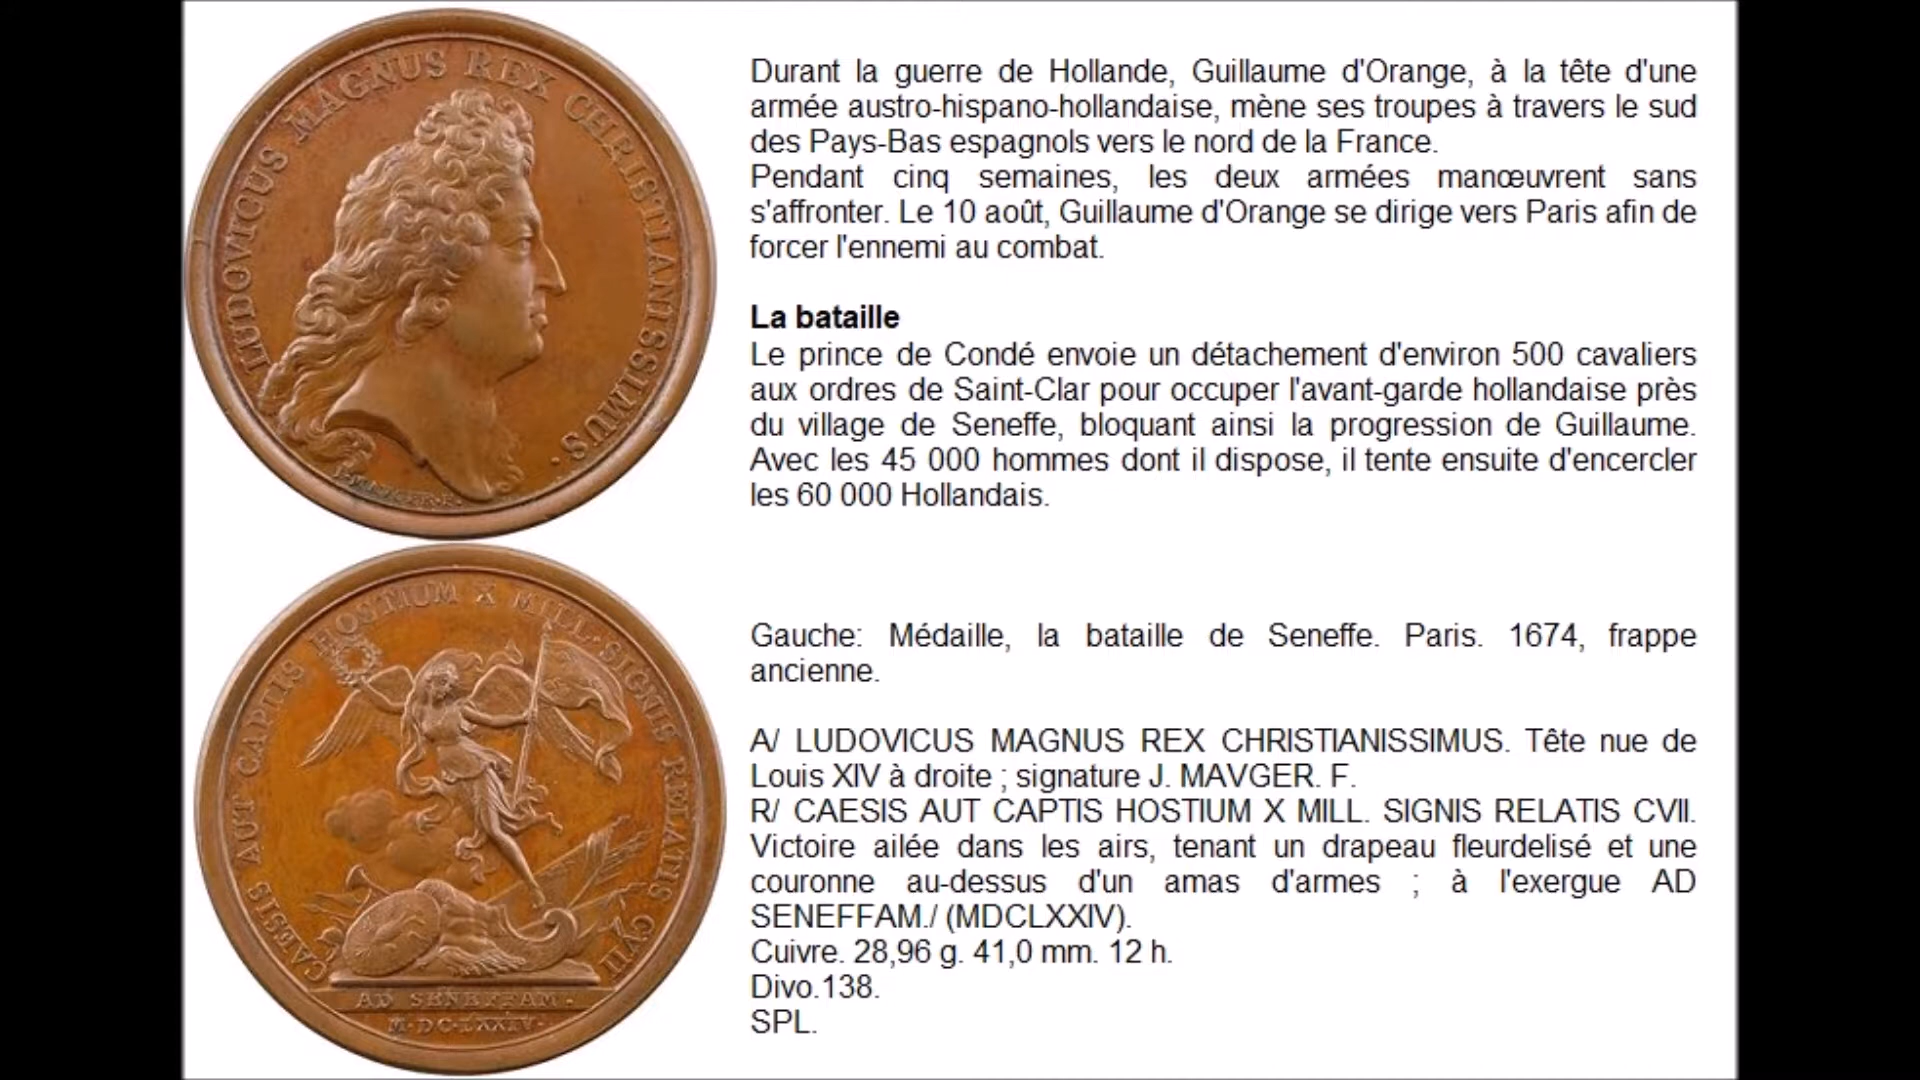 LUDOVICUS MAGNUS REX CHRISTIANISSIMUS.
Durant la guerre de Hollande, Guillaume d'Orange, à la tête d'une
armée austro-hispano-hollandaise, mène ses troupes à travers le sud
des Pays-Bas espagnols vers le nord de la France.
Pendant cinq semaines, les deux armées manœuvrent sans
s'affronter. Le 10 août, Guillaume d'Orange se dirige vers Paris afin de
forcer l'ennemi au combat.
La bataille
Le prince de Condé envoie un détachement d'environ 500 cavaliers
aux ordres de Saint-Clar pour occuper l'avant-garde hollandaise près
du village de Seneffe, bloquant ainsi la progression de Guillaume.
Avec les 45 000 hommes dont il dispose, il tente ensuite d'encercler
les 60 000 Hollandais.
CAESIS AUT CAPTIS HOSTIUM X MILL. SIGNIS RELATIS CVII
AD SENEFFAM.
M.DC.LXXIV.
Gauche: Médaille, la bataille de Seneffe. Paris. 1674, frappe
ancienne.
A/ LUDOVICUS MAGNUS REX CHRISTIANISSIMUS. Tête nue de
Louis XIV à droite ; signature J. MAVGER. F.
R/ CAESIS AUT CAPTIS HOSTIUM X MILL. SIGNIS RELATIS CVII.
Victoire ailée dans les airs, tenant un drapeau fleurdelisé et une
couronne au-dessus d'un amas d'armes ; à l'exergue AD
SENEFFAM./ (MDCLXXIV).
Cuivre. 28,96 g. 41,0 mm. 12 h.
Divo.138.
SPL.